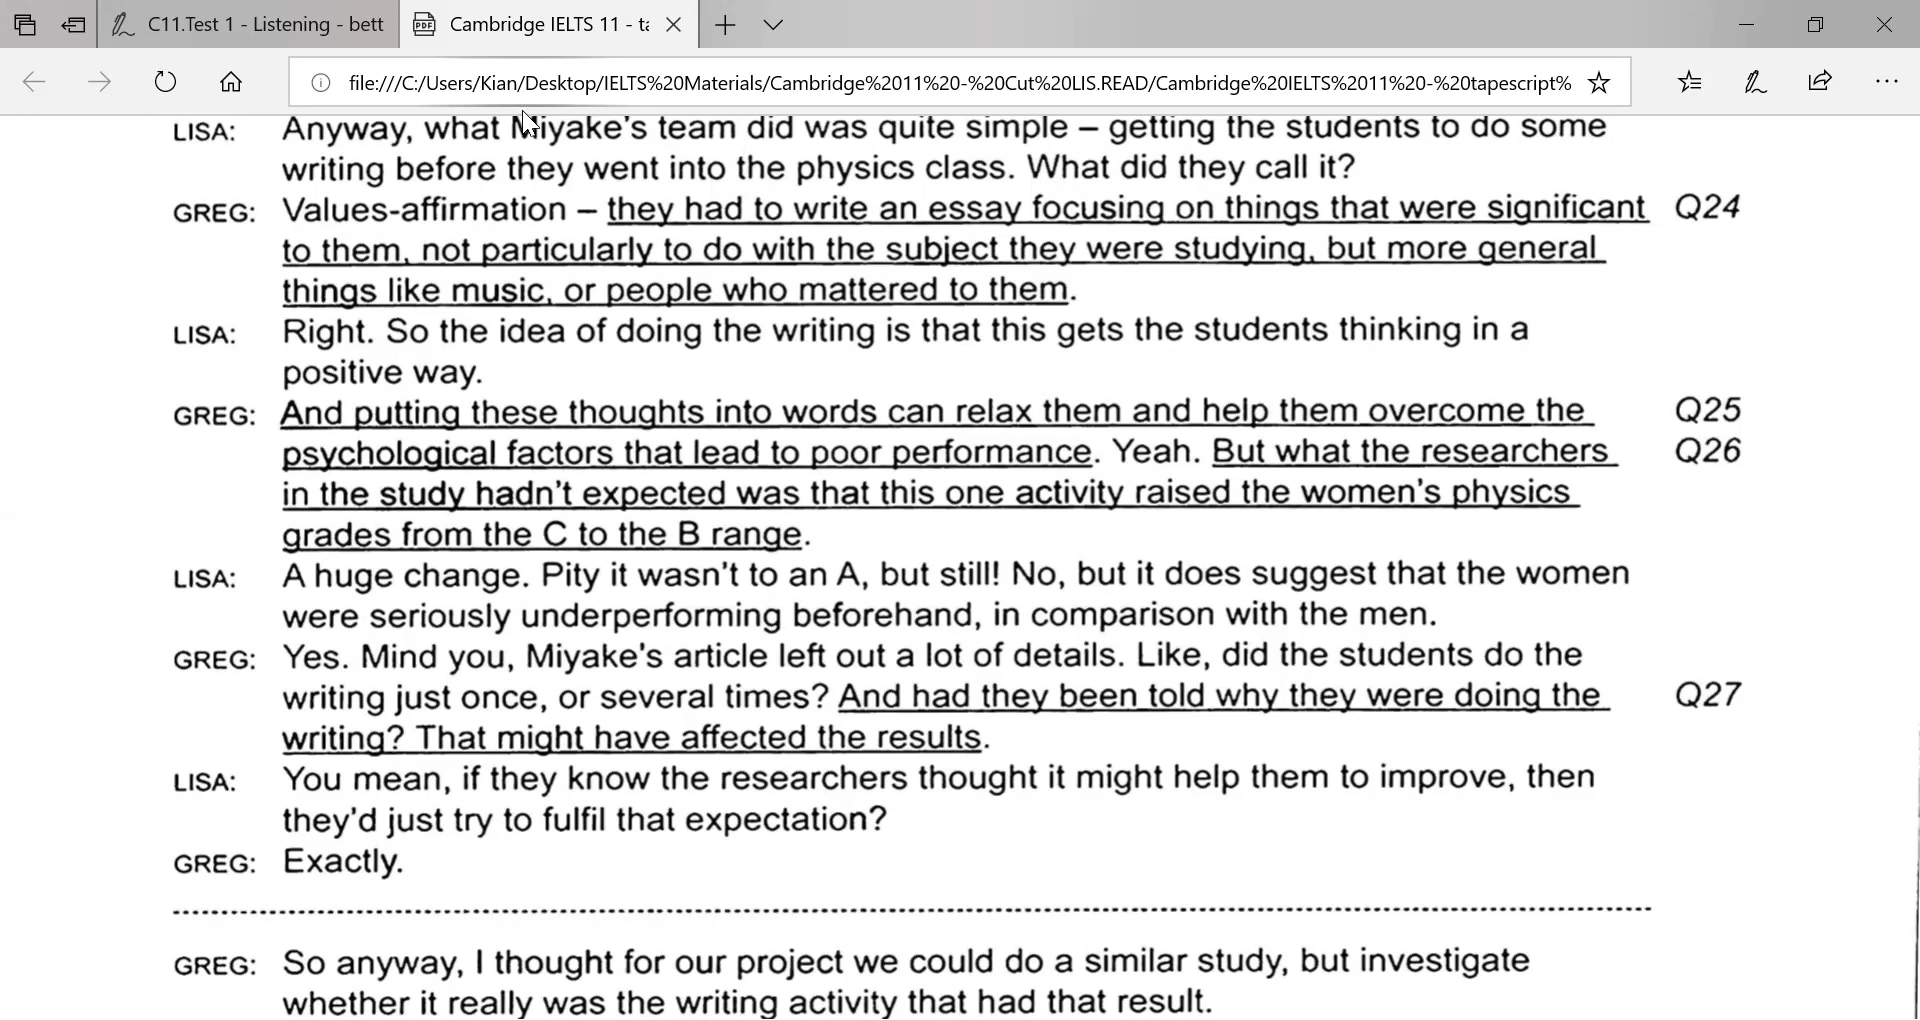 C11.Test 1 - Listening - bett
Cambridge IELTS 11 - ta
file:///C:/Users/Kian/Desktop/IELTS%20Materials/Cambridge%2011%20-%20Cut%20LIS.READ/Cambridge%20IELTS%2011%20-%20tapescript%
LISA: Anyway, what Miyake's team did was quite simple – getting the students to do some
writing before they went into the physics class. What did they call it?
GREG: Values-affirmation – they had to write an essay focusing on things that were significant Q24
to them, not particularly to do with the subject they were studying, but more general
things like music, or people who mattered to them.
LISA: Right. So the idea of doing the writing is that this gets the students thinking in a
positive way.
GREG: And putting these thoughts into words can relax them and help them overcome the Q25
psychological factors that lead to poor performance. Yeah. But what the researchers Q26
in the study hadn't expected was that this one activity raised the women's physics
grades from the C to the B range.
LISA: A huge change. Pity it wasn't to an A, but still! No, but it does suggest that the women
were seriously underperforming beforehand, in comparison with the men.
GREG: Yes. Mind you, Miyake's article left out a lot of details. Like, did the students do the
writing just once, or several times? And had they been told why they were doing the Q27
writing? That might have affected the results.
LISA: You mean, if they know the researchers thought it might help them to improve, then
they'd just try to fulfil that expectation?
GREG: Exactly.
GREG: So anyway, I thought for our project we could do a similar study, but investigate
whether it really was the writing activity that had that result.